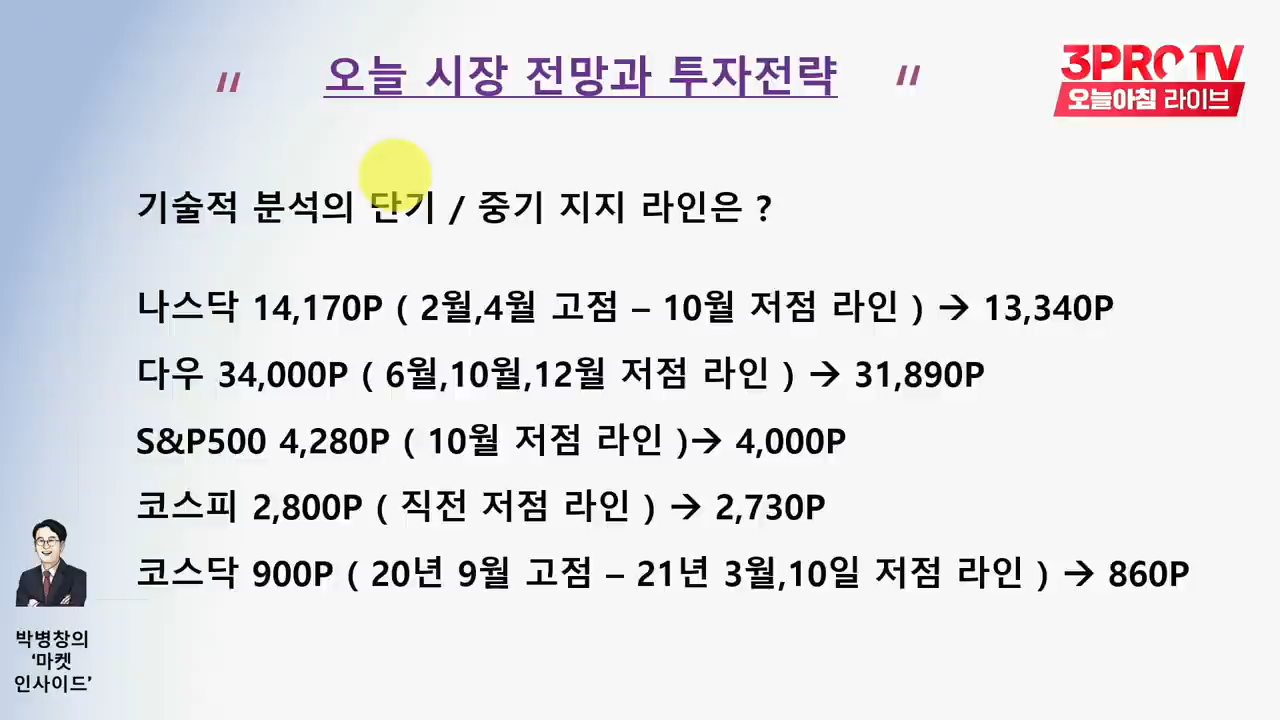 " 오늘 시장 전망과 투자전략 "
3PRO TV
오늘아침 라이브
기술적 분석의 단기 / 중기 지지 라인은 ?
나스닥 14,170P ( 2월,4월 고점 – 10월 저점 라인 ) → 13,340P
다우 34,000P ( 6월,10월,12월 저점 라인 ) → 31,890P
S&P500 4,280P ( 10월 저점 라인 )→ 4,000P
코스피 2,800P ( 직전 저점 라인 ) → 2,730P
코스닥 900P ( 20년 9월 고점 – 21년 3월,10일 저점 라인 ) → 860P
박병창의
‘마켓
인사이드’